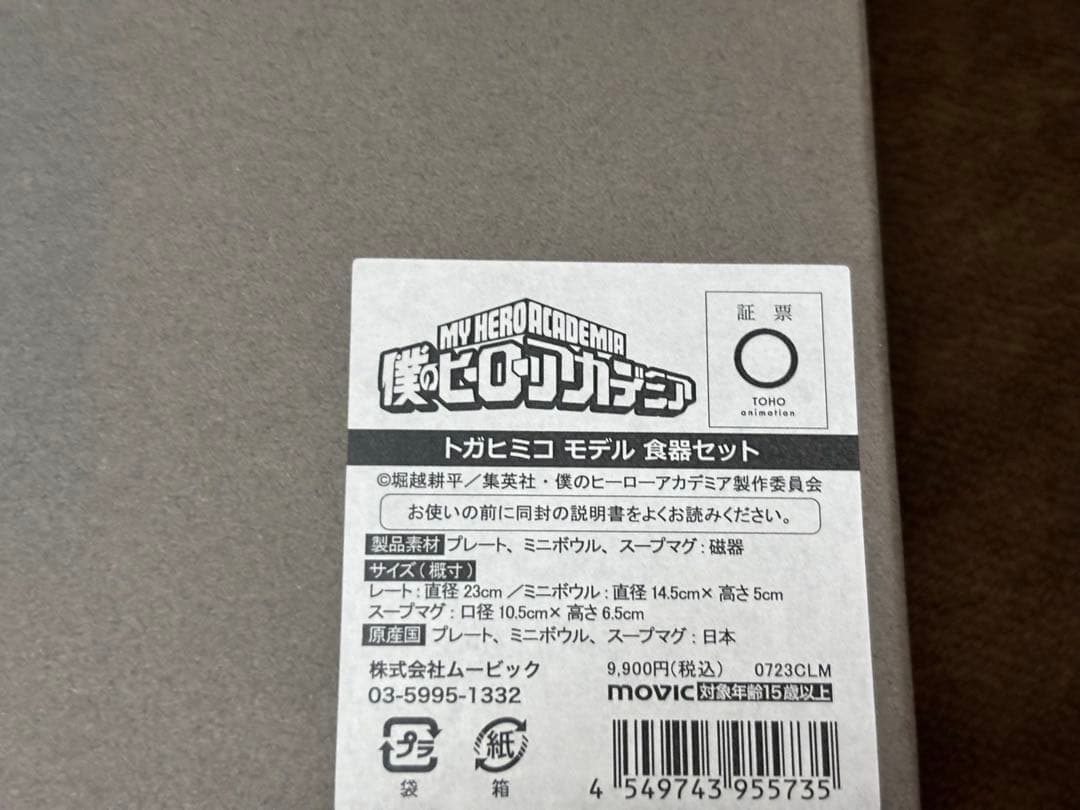 MY HERO ACADEMIA
僕のヒーローアカデミア
証 票
TOHO
animation
トガヒミコ モデル 食器セット
©堀越耕平／集英社・僕のヒーローアカデミア製作委員会
お使いの前に同封の説明書をよくお読みください。
製品素材 プレート、ミニボウル、スープマグ：磁器
サイズ（概寸）
レート：直径 23cm ／ミニボウル：直径 14.5cm× 高さ 5cm
スープマグ：口径 10.5cm× 高さ 6.5cm
原産国 プレート、ミニボウル、スープマグ：日本
株式会社ムービック 9,900円（税込） 0723CLM
03-5995-1332 movic 対象年齢15歳以上
プラ 紙
袋 箱
4 549743 955735